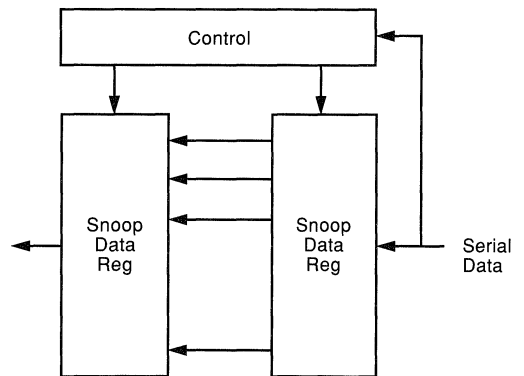 Control
Snoop
Data
Reg
Snoop
Data
Reg
Serial
Data